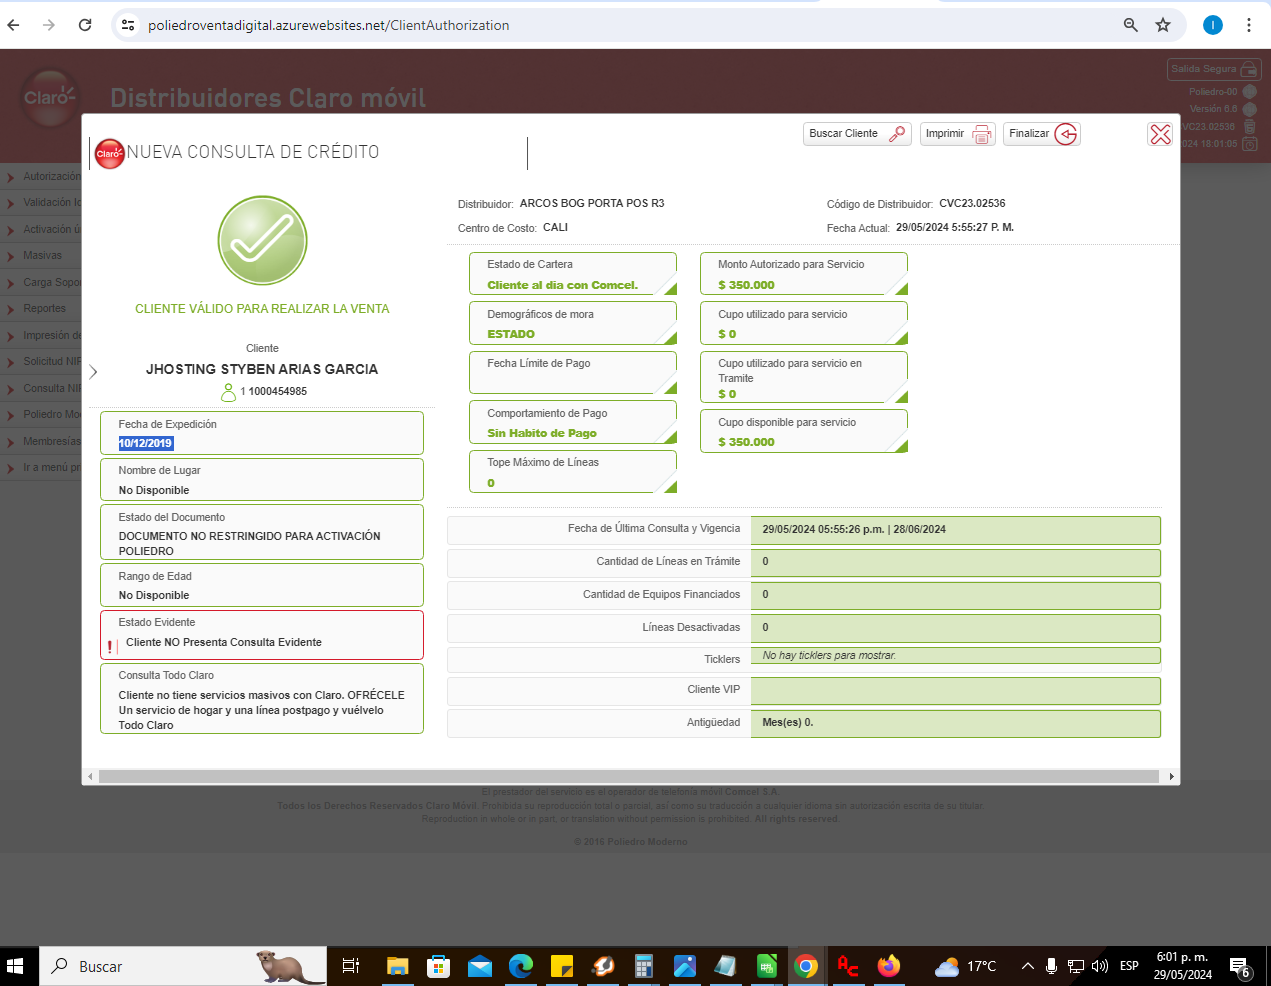 poliedroventadigital.azurewebsites.net/ClientAuthorization
I
Claro
Distribuidores Claro móvil
Salida Segura
Poliedro-00
Versión 6.6
VC23.02536
024 18:01:05
Autorización
Validación Id
Activación ú
Masivas
Carga Sopor
Reportes
Impresión de
Solicitud NIP
Consulta NIP
Poliedro Mod
Membresías
Ir a menú pr
Buscar Cliente
Imprimir
Finalizar
Claro
NUEVA CONSULTA DE CRÉDITO
CLIENTE VÁLIDO PARA REALIZAR LA VENTA
Cliente
JHOSTING STYBEN ARIAS GARCIA
1 1000454985
Fecha de Expedición
10/12/2019
Nombre de Lugar
No Disponible
Estado del Documento
DOCUMENTO NO RESTRINGIDO PARA ACTIVACIÓN
POLIEDRO
Rango de Edad
No Disponible
Estado Evidente
! Cliente NO Presenta Consulta Evidente
Consulta Todo Claro
Cliente no tiene servicios masivos con Claro. OFRÉCELE
Un servicio de hogar y una línea postpago y vuélvelo
Todo Claro
Distribuidor: ARCOS BOG PORTA POS R3
Código de Distribuidor: CVC23.02536
Centro de Costo: CALI
Fecha Actual: 29/05/2024 5:55:27 P. M.
Estado de Cartera
Cliente al dia con Comcel.
Demográficos de mora
ESTADO
Fecha Límite de Pago
Comportamiento de Pago
Sin Habito de Pago
Tope Máximo de Líneas
0
Monto Autorizado para Servicio
$ 350.000
Cupo utilizado para servicio
$ 0
Cupo utilizado para servicio en
Tramite
$ 0
Cupo disponible para servicio
$ 350.000
Fecha de Última Consulta y Vigencia 29/05/2024 05:55:26 p.m. | 28/06/2024
Cantidad de Líneas en Trámite 0
Cantidad de Equipos Financiados 0
Líneas Desactivadas 0
Ticklers No hay ticklers para mostrar.
Cliente VIP
Antigüedad Mes(es) 0.
El prestador del servicio es el operador de telefonía móvil Comcel S.A.
Todos los Derechos Reservados Claro Móvil. Prohibida su reproducción total o parcial, así como su traducción a cualquier idioma sin autorización escrita de su titular.
Reproduction in whole or in part, or translation without permission is prohibited. All rights reserved.
© 2016 Poliedro Moderno
Buscar
17°C
ESP
6:01 p. m.
29/05/2024
6